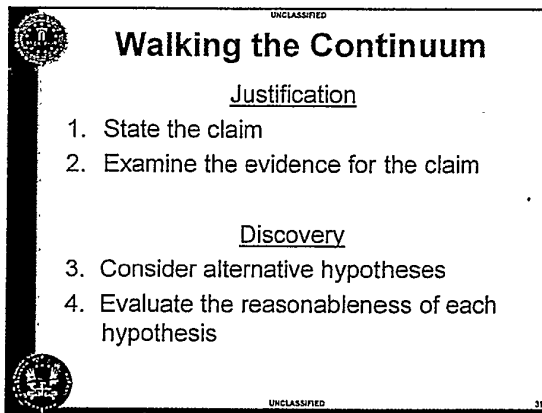 UNCLASSIFIED
Walking the Continuum
Justification
1. State the claim
2. Examine the evidence for the claim
Discovery
3. Consider alternative hypotheses
4. Evaluate the reasonableness of each
hypothesis
UNCLASSIFIED
31